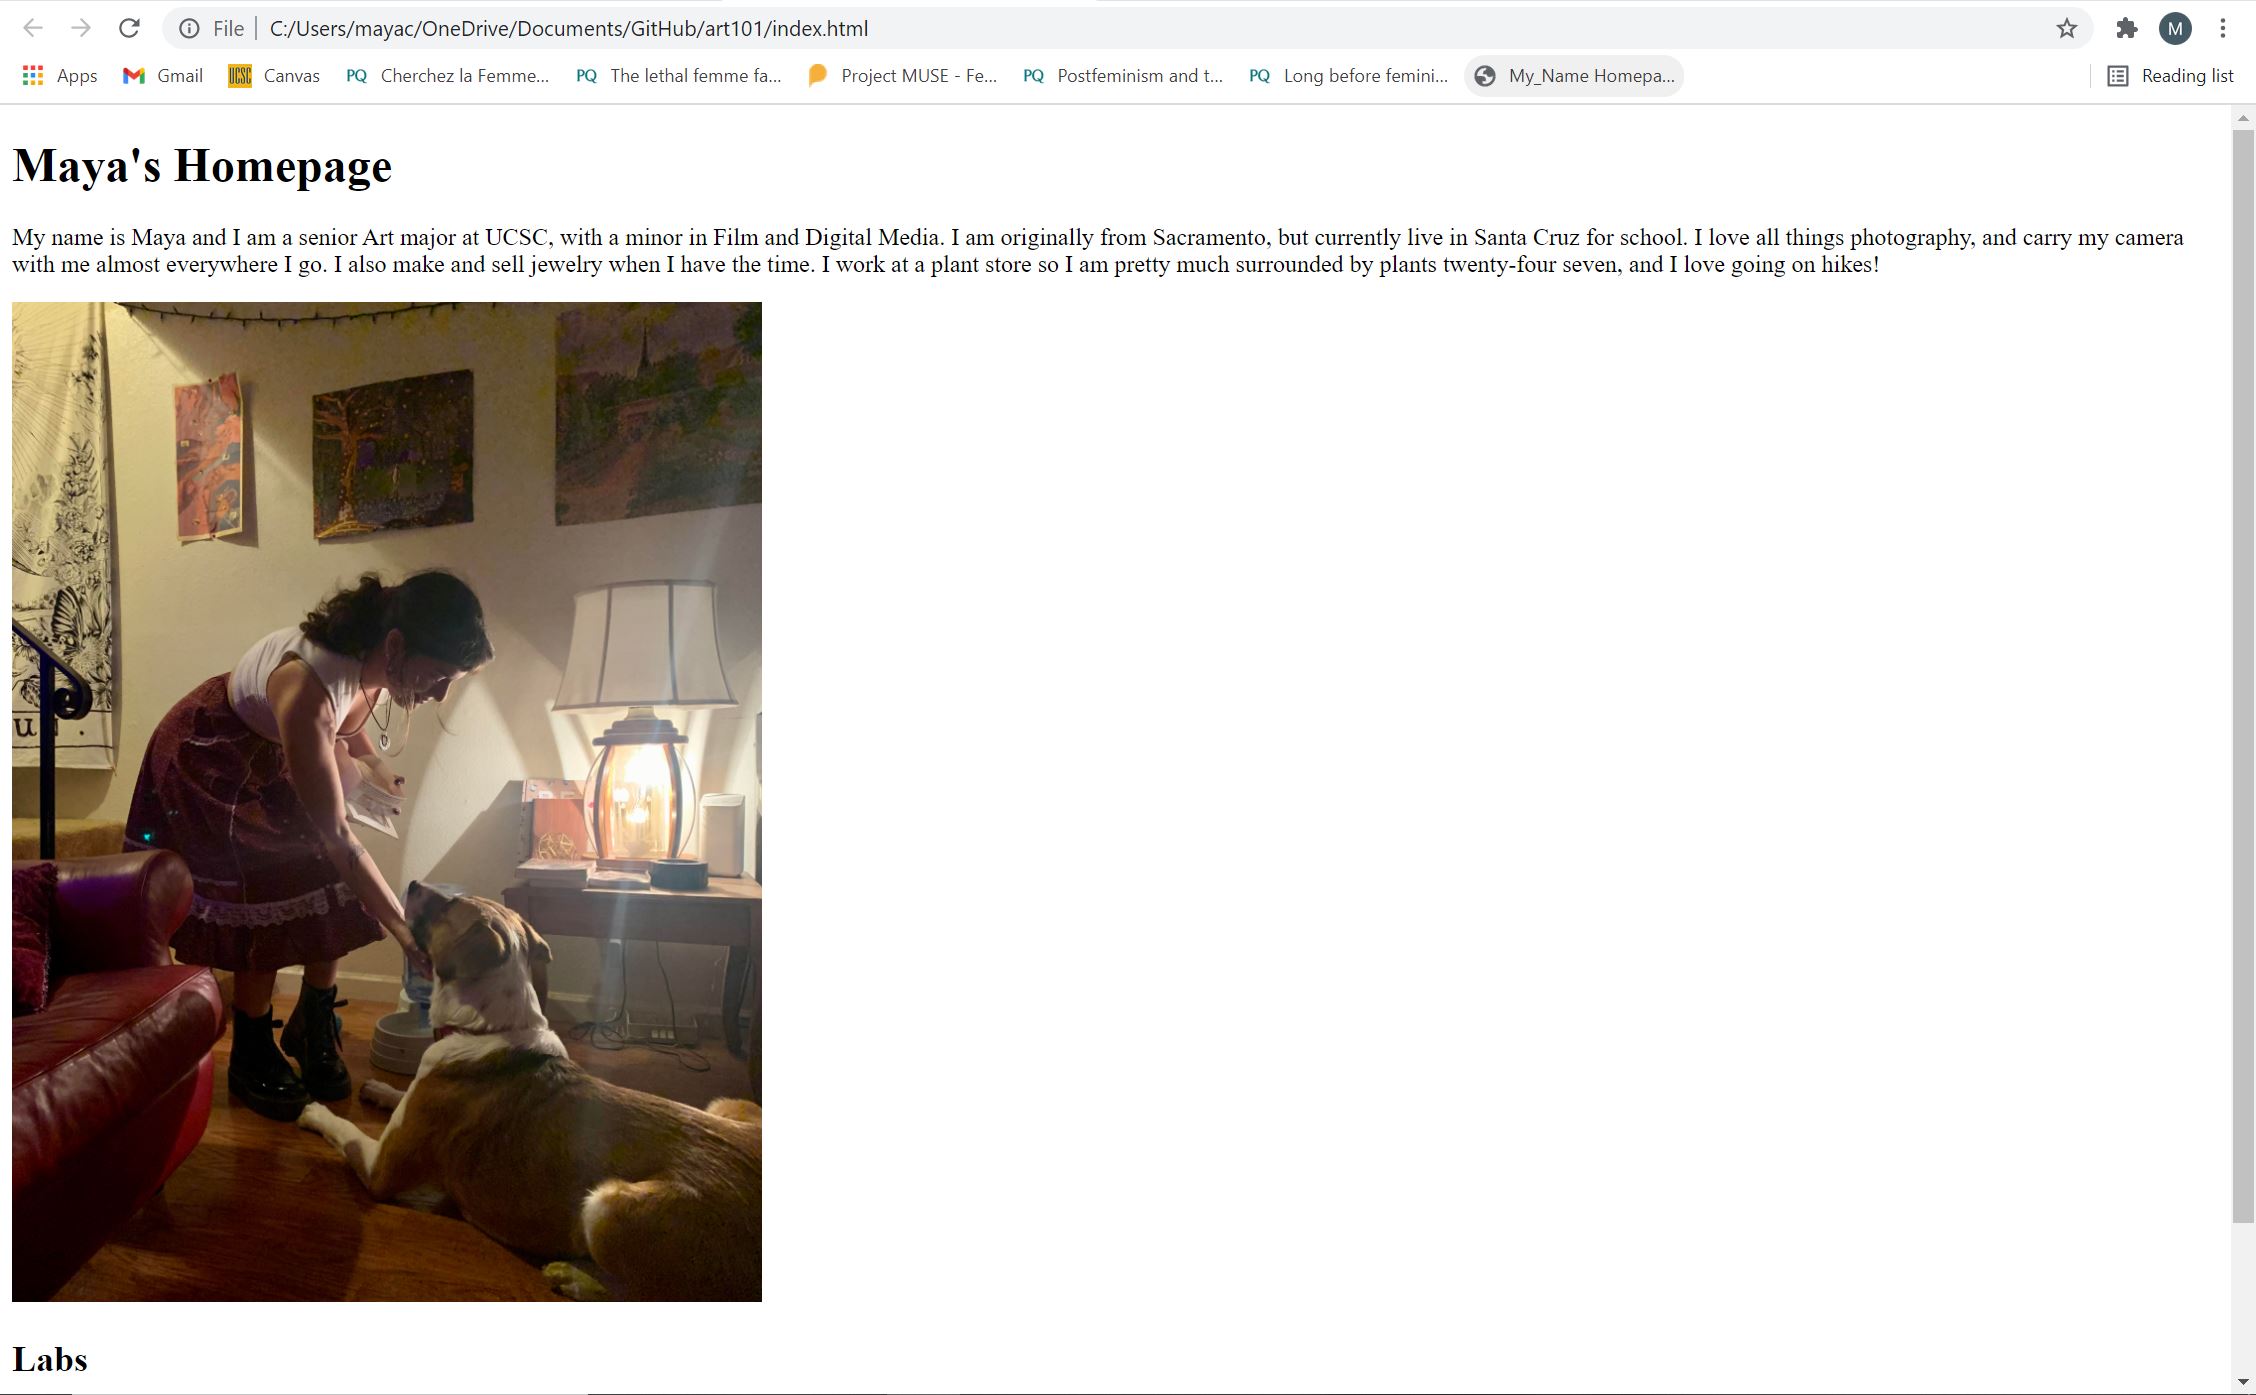 File C:/Users/mayac/OneDrive/Documents/GitHub/art101/index.html M
Apps Gmail UCSC Canvas PQ Cherchez la Femme... PQ The lethal femme fa... Project MUSE - Fe... PQ Postfeminism and t... PQ Long before femini... My_Name Homepa... Reading list
Maya's Homepage
My name is Maya and I am a senior Art major at UCSC, with a minor in Film and Digital Media. I am originally from Sacramento, but currently live in Santa Cruz for school. I love all things photography, and carry my camera
with me almost everywhere I go. I also make and sell jewelry when I have the time. I work at a plant store so I am pretty much surrounded by plants twenty-four seven, and I love going on hikes!
U
Labs